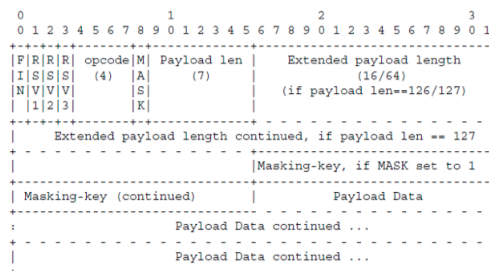 0 1 2 3
0 1 2 3 4 5 6 7 8 9 0 1 2 3 4 5 6 7 8 9 0 1 2 3 4 5 6 7 8 9 0 1
+-+-+-+-+-------+-+-------------+-------------------------------+
|F|R|R|R| opcode|M| Payload len | Extended payload length |
|I|S|S|S| (4) |A| (7) | (16/64) |
|N|V|V|V| |S| | (if payload len==126/127) |
| |1|2|3| |K| | |
+-+-+-+-+-------+-+-------------+ - - - - - - - - - - - - - - -
| Extended payload length continued, if payload len == 127
+ - - - - - - - - - - - - - - - +-------------------------------
| |Masking-key, if MASK set to 1
+-------------------------------+-------------------------------
| Masking-key (continued) | Payload Data
+-------------------------------- - - - - - - - - - - - - - - -
: Payload Data continued ...
+ - - - - - - - - - - - - - - - - - - - - - - - - - - - - - - -
| Payload Data continued ...